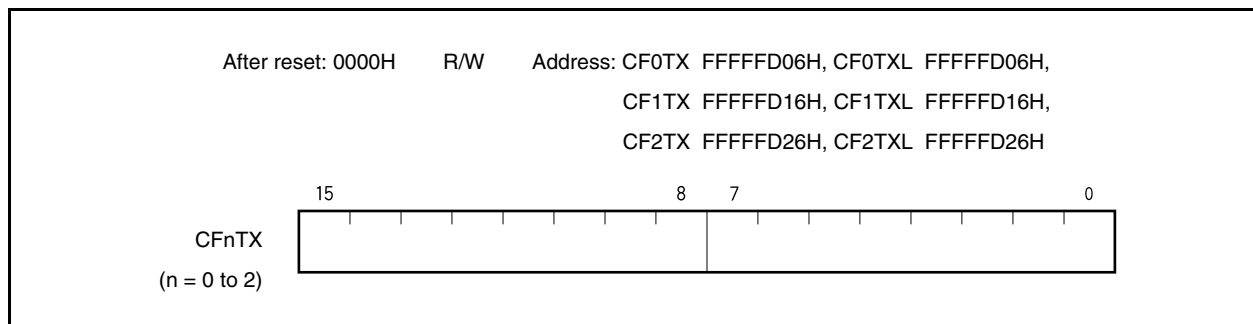 After reset: 0000H R/W Address: CF0TX FFFFFD06H, CF0TXL FFFFFD06H,
CF1TX FFFFFD16H, CF1TXL FFFFFD16H,
CF2TX FFFFFD26H, CF2TXL FFFFFD26H
15 8 7 0
CFnTX
(n = 0 to 2)